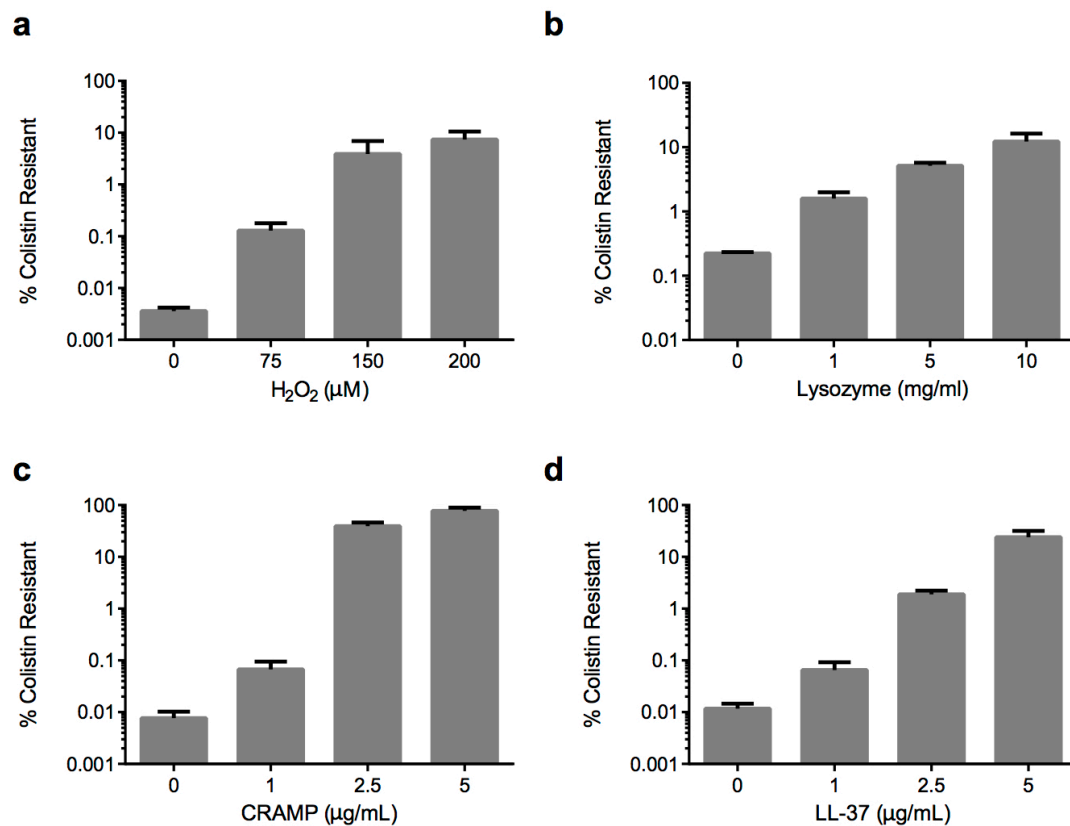 a
% Colistin Resistant
100
10
1
0.1
0.01
0.001
0 75 150 200
H₂O₂ (µM)
b
% Colistin Resistant
100
10
1
0.1
0.01
0 1 5 10
Lysozyme (mg/ml)
c
% Colistin Resistant
100
10
1
0.1
0.01
0.001
0 1 2.5 5
CRAMP (µg/mL)
d
% Colistin Resistant
100
10
1
0.1
0.01
0.001
0 1 2.5 5
LL-37 (µg/mL)